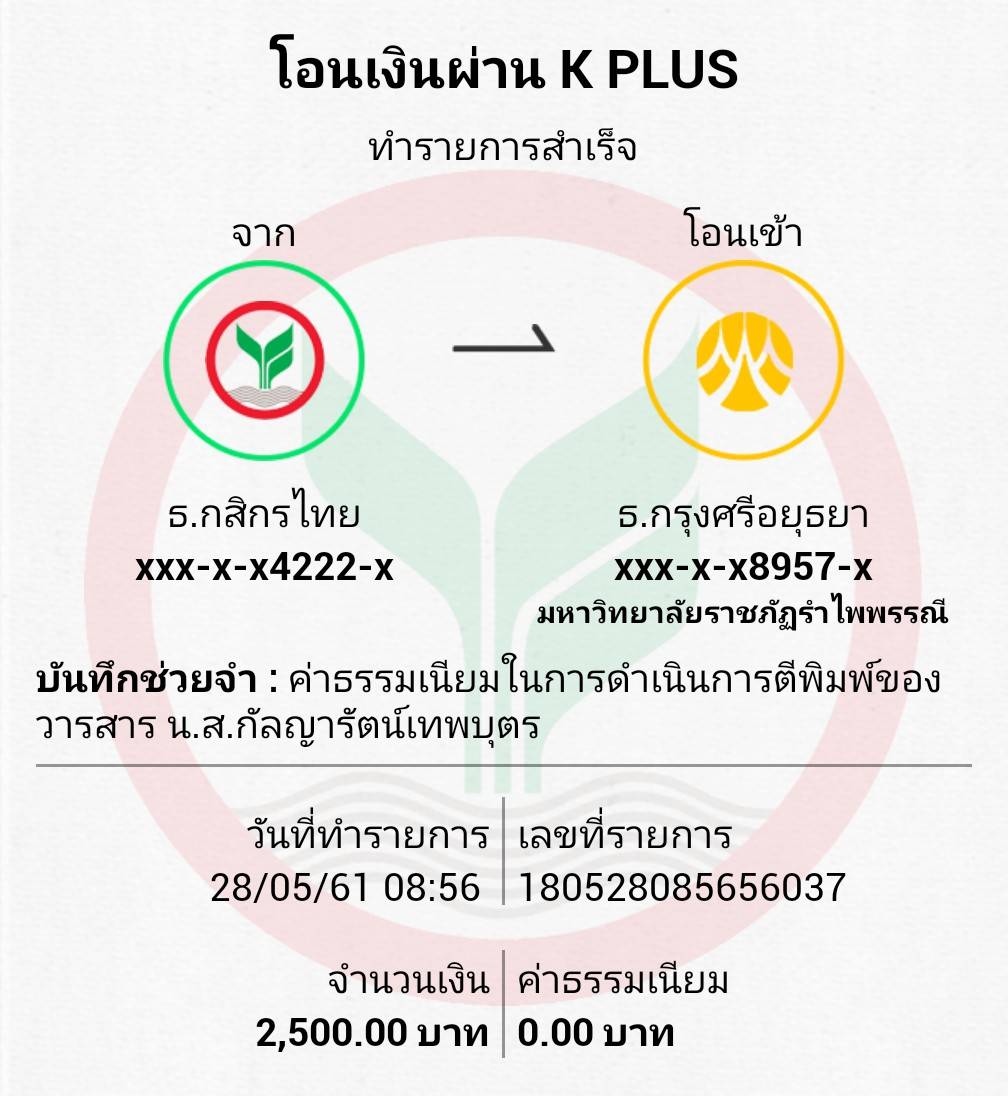 โอนเงินผ่าน K PLUS
ทำรายการสำเร็จ
จาก
โอนเข้า
ธ.กสิกรไทย
xxx-x-x4222-x
ธ.กรุงศรีอยุธยา
xxx-x-x8957-x
มหาวิทยาลัยราชภัฏรำไพพรรณี
บันทึกช่วยจำ : ค่าธรรมเนียมในการดำเนินการตีพิมพ์ของ
วารสาร น.ส.กัลญารัตน์เทพบุตร
วันที่ทำรายการ
28/05/61 08:56
เลขที่รายการ
180528085656037
จำนวนเงิน
2,500.00 บาท
ค่าธรรมเนียม
0.00 บาท